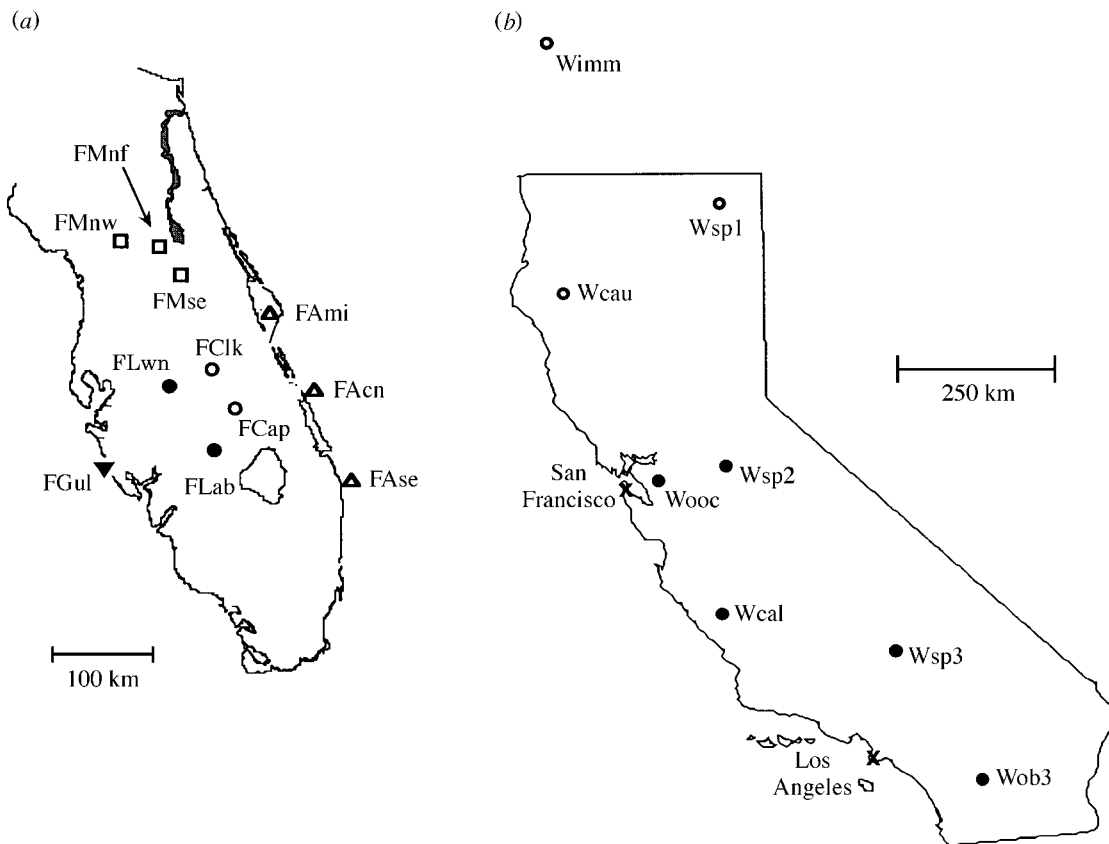 (a)
FMnf
FMnw
FMse
FAmi
FClk
FLwn
FAcn
FCap
FGul
FLab
FAse
100 km
(b)
Wimm
Wsp1
Wcau
250 km
San
Francisco
Wsp2
Wooc
Wcal
Wsp3
Los
Angeles
Wob3